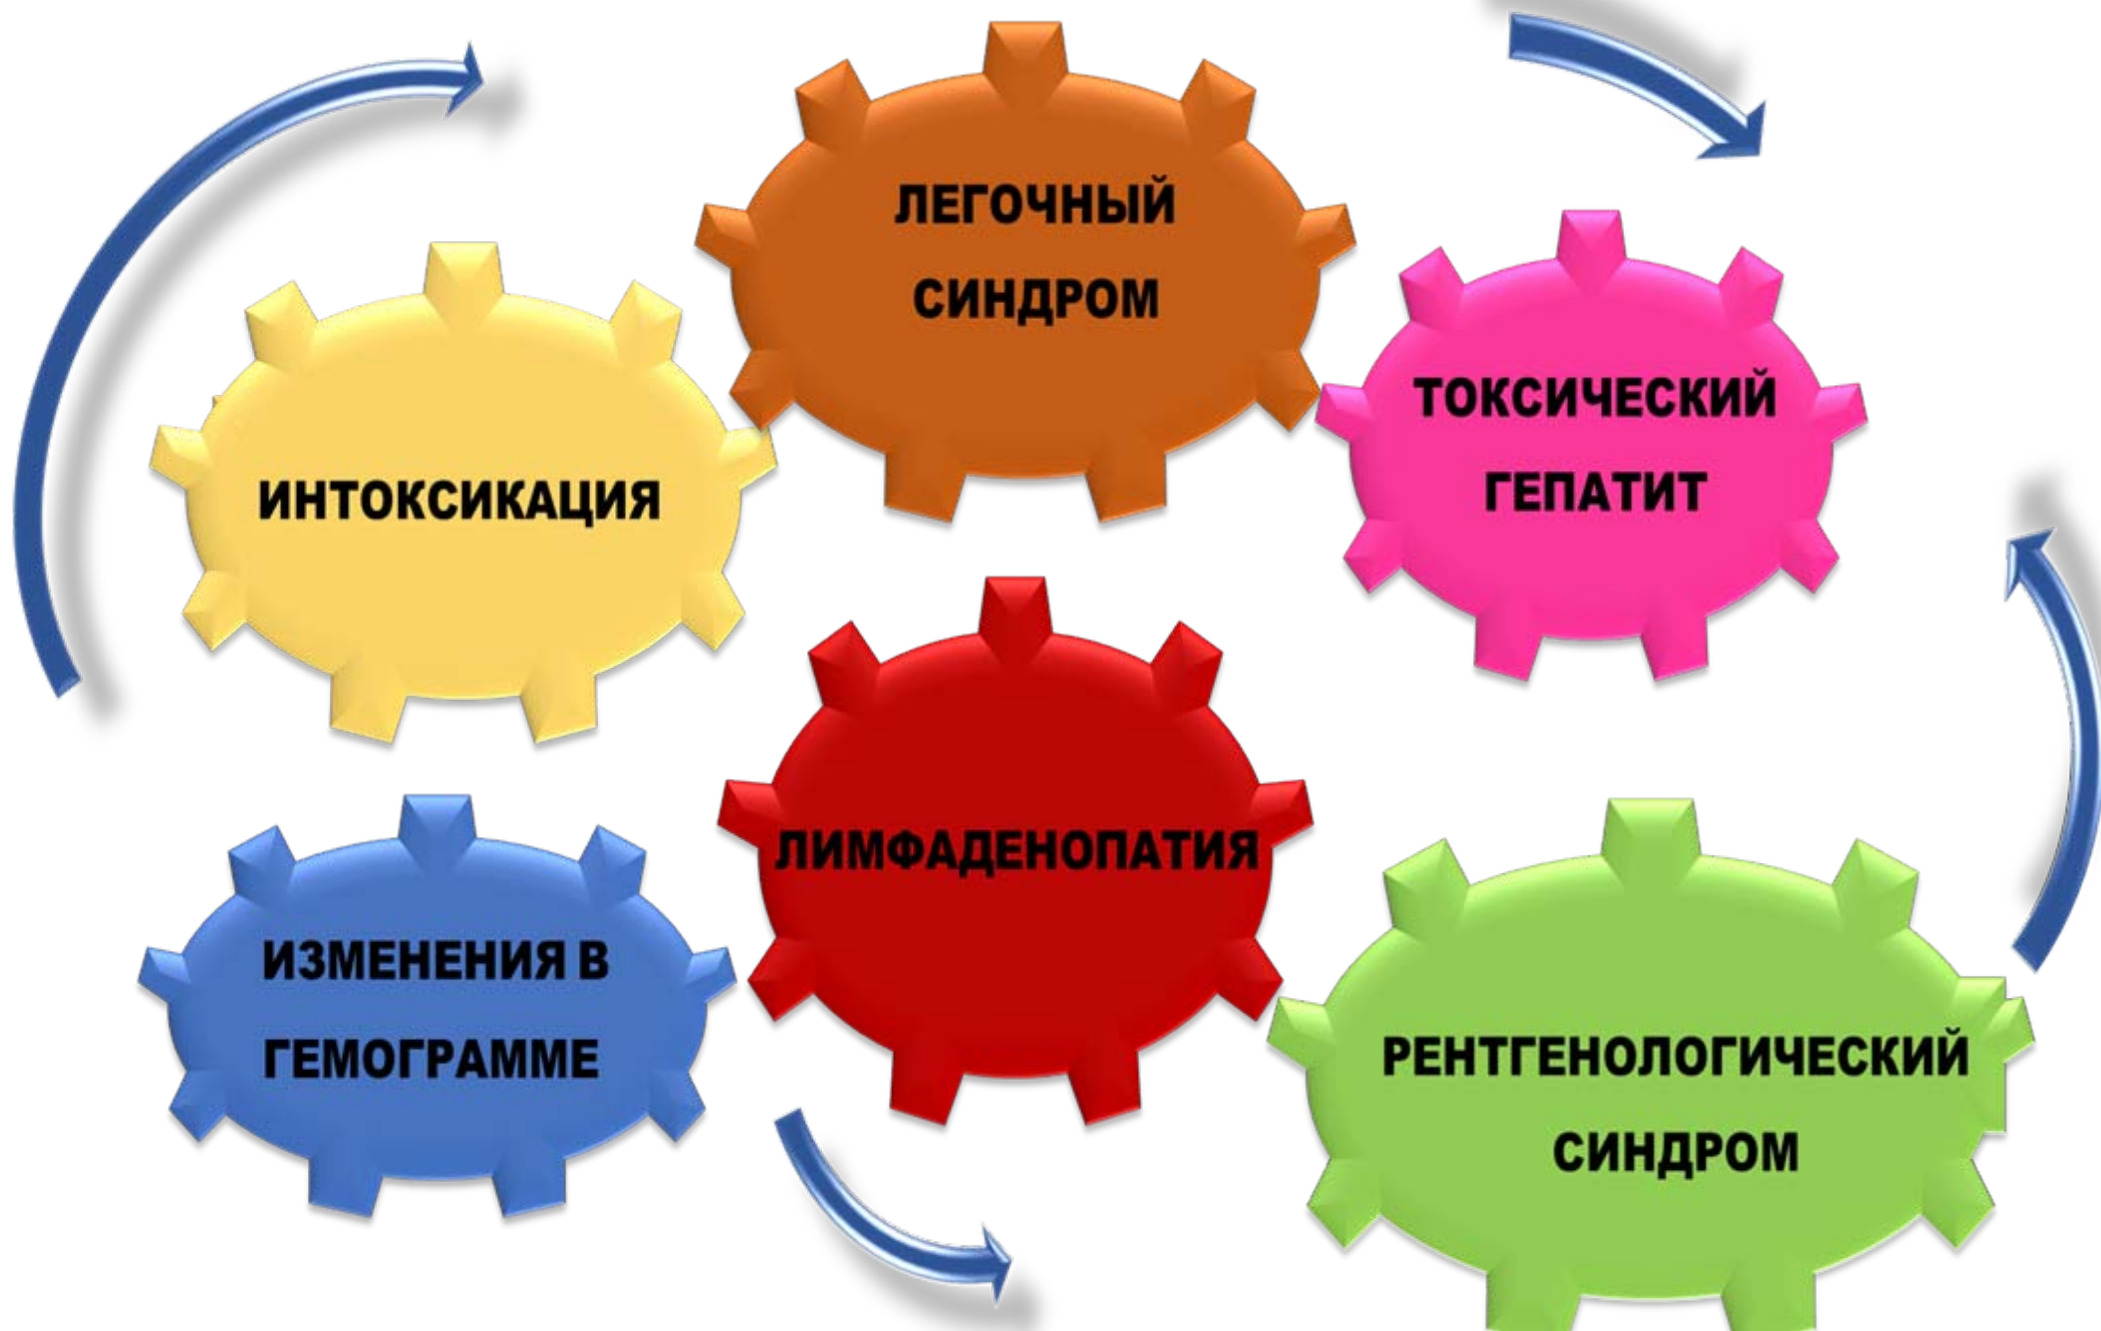 ЛЕГОЧНЫЙ
СИНДРОМ
ТОКСИЧЕСКИЙ
ГЕПАТИТ
ИНТОКСИКАЦИЯ
ЛИМФАДЕНОПАТИЯ
ИЗМЕНЕНИЯ В
ГЕМОГРАММЕ
РЕНТГЕНОЛОГИЧЕСКИЙ
СИНДРОМ